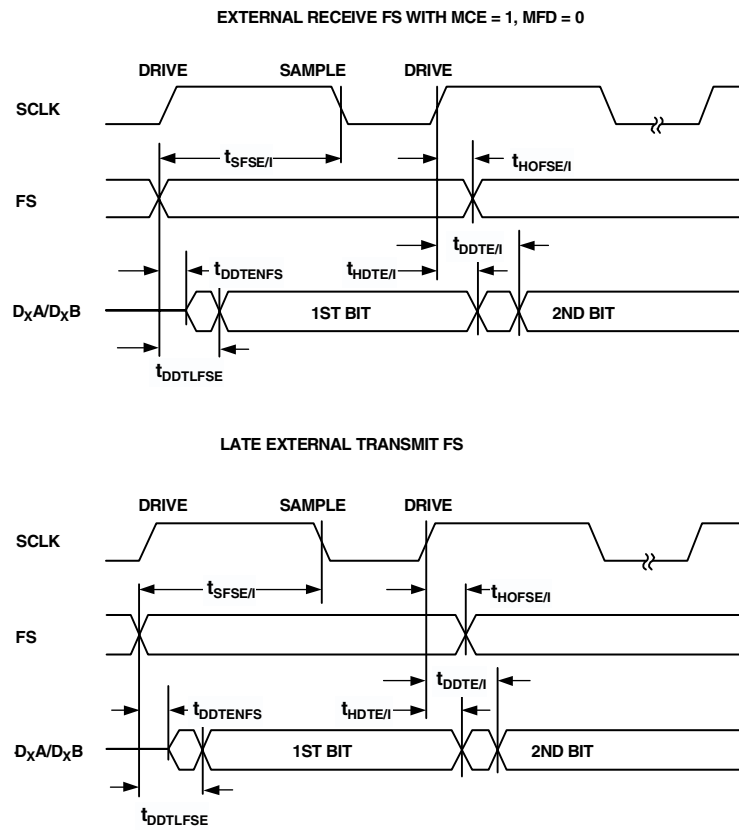 EXTERNAL RECEIVE FS WITH MCE = 1, MFD = 0
DRIVE SAMPLE DRIVE
SCLK
tSFSE/I tHOFSE/I
FS
tDDTE/I
tDDTENFS tHDTE/I
DXA/DXB 1ST BIT 2ND BIT
tDDTLFSE
LATE EXTERNAL TRANSMIT FS
DRIVE SAMPLE DRIVE
SCLK
tSFSE/I tHOFSE/I
FS
tDDTE/I
tDDTENFS tHDTE/I
DXA/DXB 1ST BIT 2ND BIT
tDDTLFSE